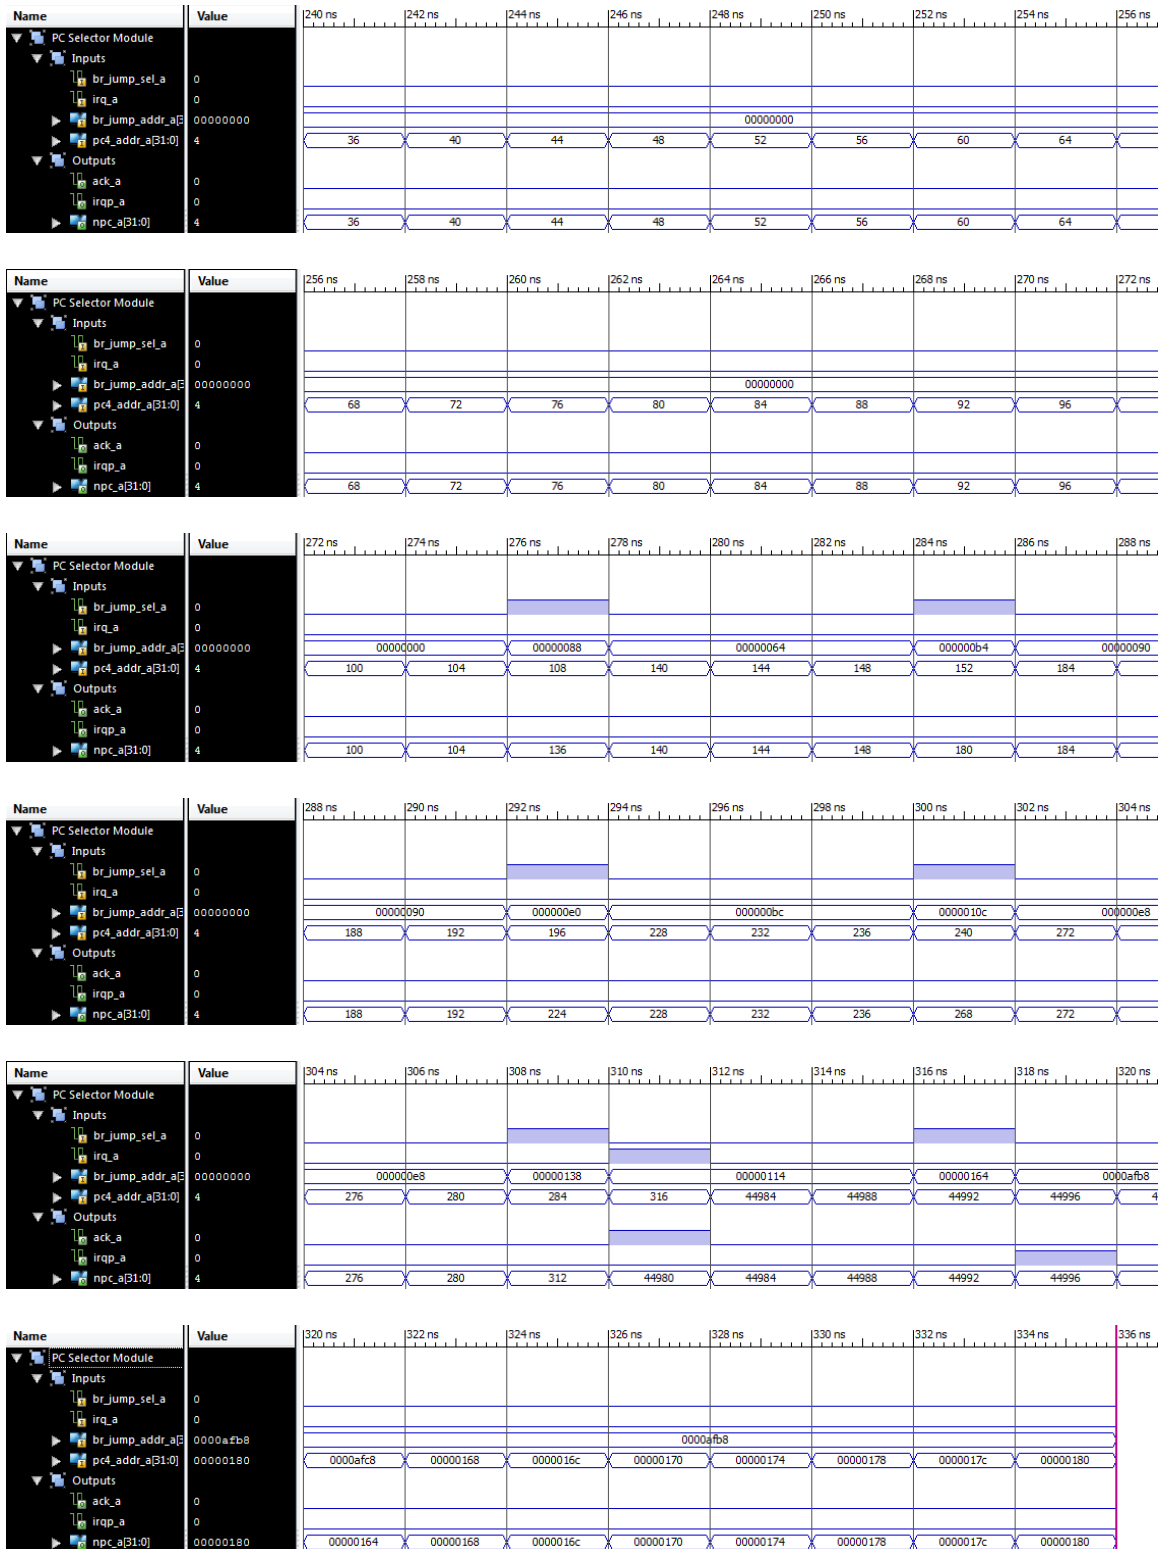 Name Value 240 ns 242 ns 244 ns 246 ns 248 ns 250 ns 252 ns 254 ns 256 ns
PC Selector Module
Inputs
br_jump_sel_a 0
irq_a 0
br_jump_addr_a[3 00000000 00000000
pc4_addr_a[31:0] 4 36 40 44 48 52 56 60 64
Outputs
ack_a 0
irqp_a 0
npc_a[31:0] 4 36 40 44 48 52 56 60 64
Name Value 256 ns 258 ns 260 ns 262 ns 264 ns 266 ns 268 ns 270 ns 272 ns
PC Selector Module
Inputs
br_jump_sel_a 0
irq_a 0
br_jump_addr_a[3 00000000 00000000
pc4_addr_a[31:0] 4 68 72 76 80 84 88 92 96
Outputs
ack_a 0
irqp_a 0
npc_a[31:0] 4 68 72 76 80 84 88 92 96
Name Value 272 ns 274 ns 276 ns 278 ns 280 ns 282 ns 284 ns 286 ns 288 ns
PC Selector Module
Inputs
br_jump_sel_a 0
irq_a 0
br_jump_addr_a[3 00000000 00000000 00000088 00000064 000000b4 00000090
pc4_addr_a[31:0] 4 100 104 108 140 144 148 152 184
Outputs
ack_a 0
irqp_a 0
npc_a[31:0] 4 100 104 136 140 144 148 180 184
Name Value 288 ns 290 ns 292 ns 294 ns 296 ns 298 ns 300 ns 302 ns 304 ns
PC Selector Module
Inputs
br_jump_sel_a 0
irq_a 0
br_jump_addr_a[3 00000000 00000090 000000e0 000000bc 0000010c 000000e8
pc4_addr_a[31:0] 4 188 192 196 228 232 236 240 272
Outputs
ack_a 0
irqp_a 0
npc_a[31:0] 4 188 192 224 228 232 236 268 272
Name Value 304 ns 306 ns 308 ns 310 ns 312 ns 314 ns 316 ns 318 ns 320 ns
PC Selector Module
Inputs
br_jump_sel_a 0
irq_a 0
br_jump_addr_a[3 00000000 000000e8 00000138 00000114 00000164 0000afb8
pc4_addr_a[31:0] 4 276 280 284 316 44984 44988 44992 44996 4
Outputs
ack_a 0
irqp_a 0
npc_a[31:0] 4 276 280 312 44980 44984 44988 44992 44996
Name Value 320 ns 322 ns 324 ns 326 ns 328 ns 330 ns 332 ns 334 ns 336 ns
PC Selector Module
Inputs
br_jump_sel_a 0
irq_a 0
br_jump_addr_a[3 0000afb8 0000afb8
pc4_addr_a[31:0] 00000180 0000afc8 00000168 0000016c 00000170 00000174 00000178 0000017c 00000180
Outputs
ack_a 0
irqp_a 0
npc_a[31:0] 00000180 00000164 00000168 0000016c 00000170 00000174 00000178 0000017c 00000180